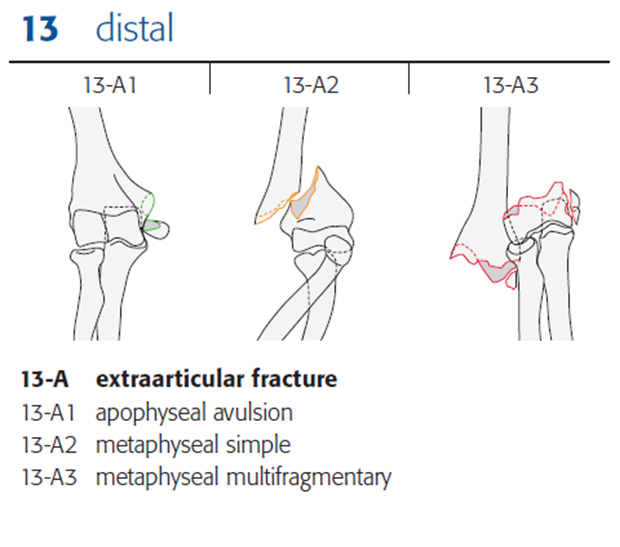 13 distal
13-A1 13-A2 13-A3
13-A extraarticular fracture
13-A1 apophyseal avulsion
13-A2 metaphyseal simple
13-A3 metaphyseal multifragmentary